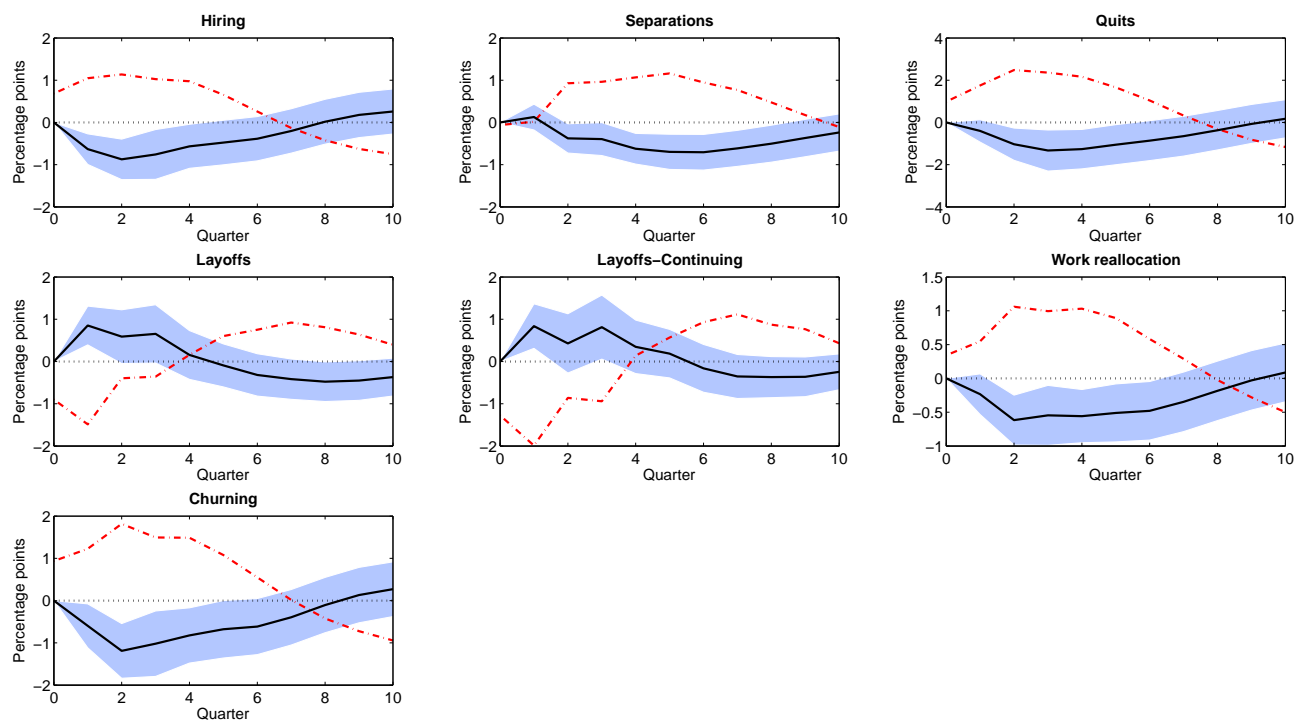 Hiring
Percentage points
2
1
0
−1
−2
0 2 4 6 8 10
Quarter
Separations
Percentage points
2
1
0
−1
−2
0 2 4 6 8 10
Quarter
Quits
Percentage points
4
2
0
−2
−4
0 2 4 6 8 10
Quarter
Layoffs
Percentage points
2
1
0
−1
−2
0 2 4 6 8 10
Quarter
Layoffs−Continuing
Percentage points
2
1
0
−1
−2
0 2 4 6 8 10
Quarter
Work reallocation
Percentage points
1.5
1
0.5
0
−0.5
−1
0 2 4 6 8 10
Quarter
Churning
Percentage points
2
1
0
−1
−2
0 2 4 6 8 10
Quarter